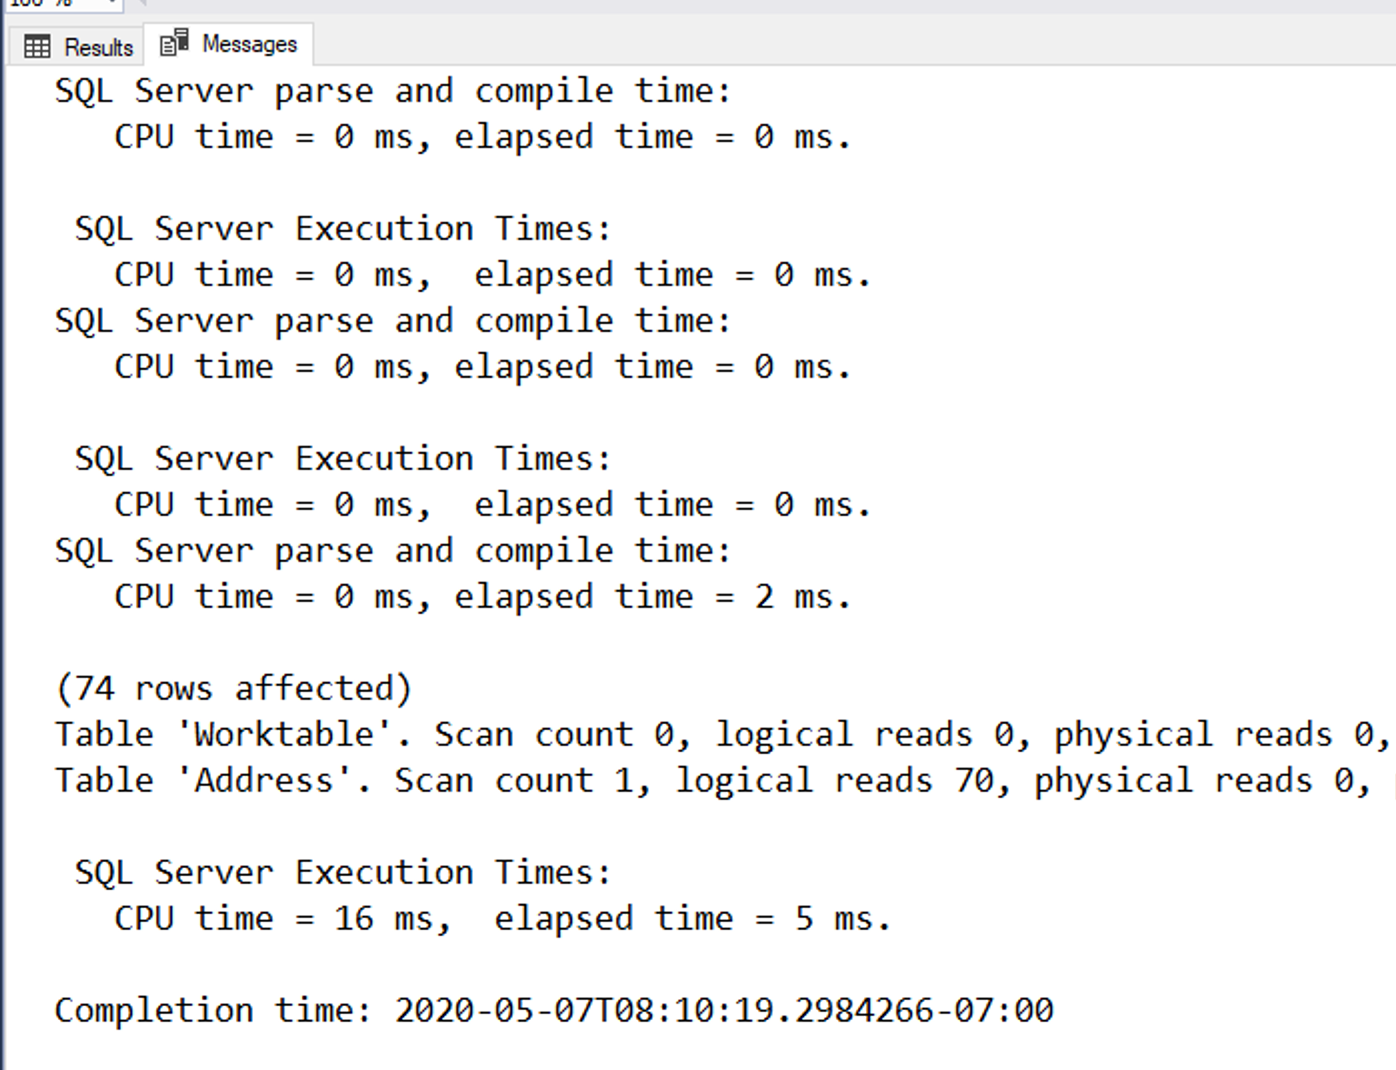 Results Messages
SQL Server parse and compile time:
CPU time = 0 ms, elapsed time = 0 ms.
SQL Server Execution Times:
CPU time = 0 ms,  elapsed time = 0 ms.
SQL Server parse and compile time:
CPU time = 0 ms, elapsed time = 0 ms.
SQL Server Execution Times:
CPU time = 0 ms,  elapsed time = 0 ms.
SQL Server parse and compile time:
CPU time = 0 ms, elapsed time = 2 ms.
(74 rows affected)
Table 'Worktable'. Scan count 0, logical reads 0, physical reads 0,
Table 'Address'. Scan count 1, logical reads 70, physical reads 0,
SQL Server Execution Times:
CPU time = 16 ms,  elapsed time = 5 ms.
Completion time: 2020-05-07T08:10:19.2984266-07:00